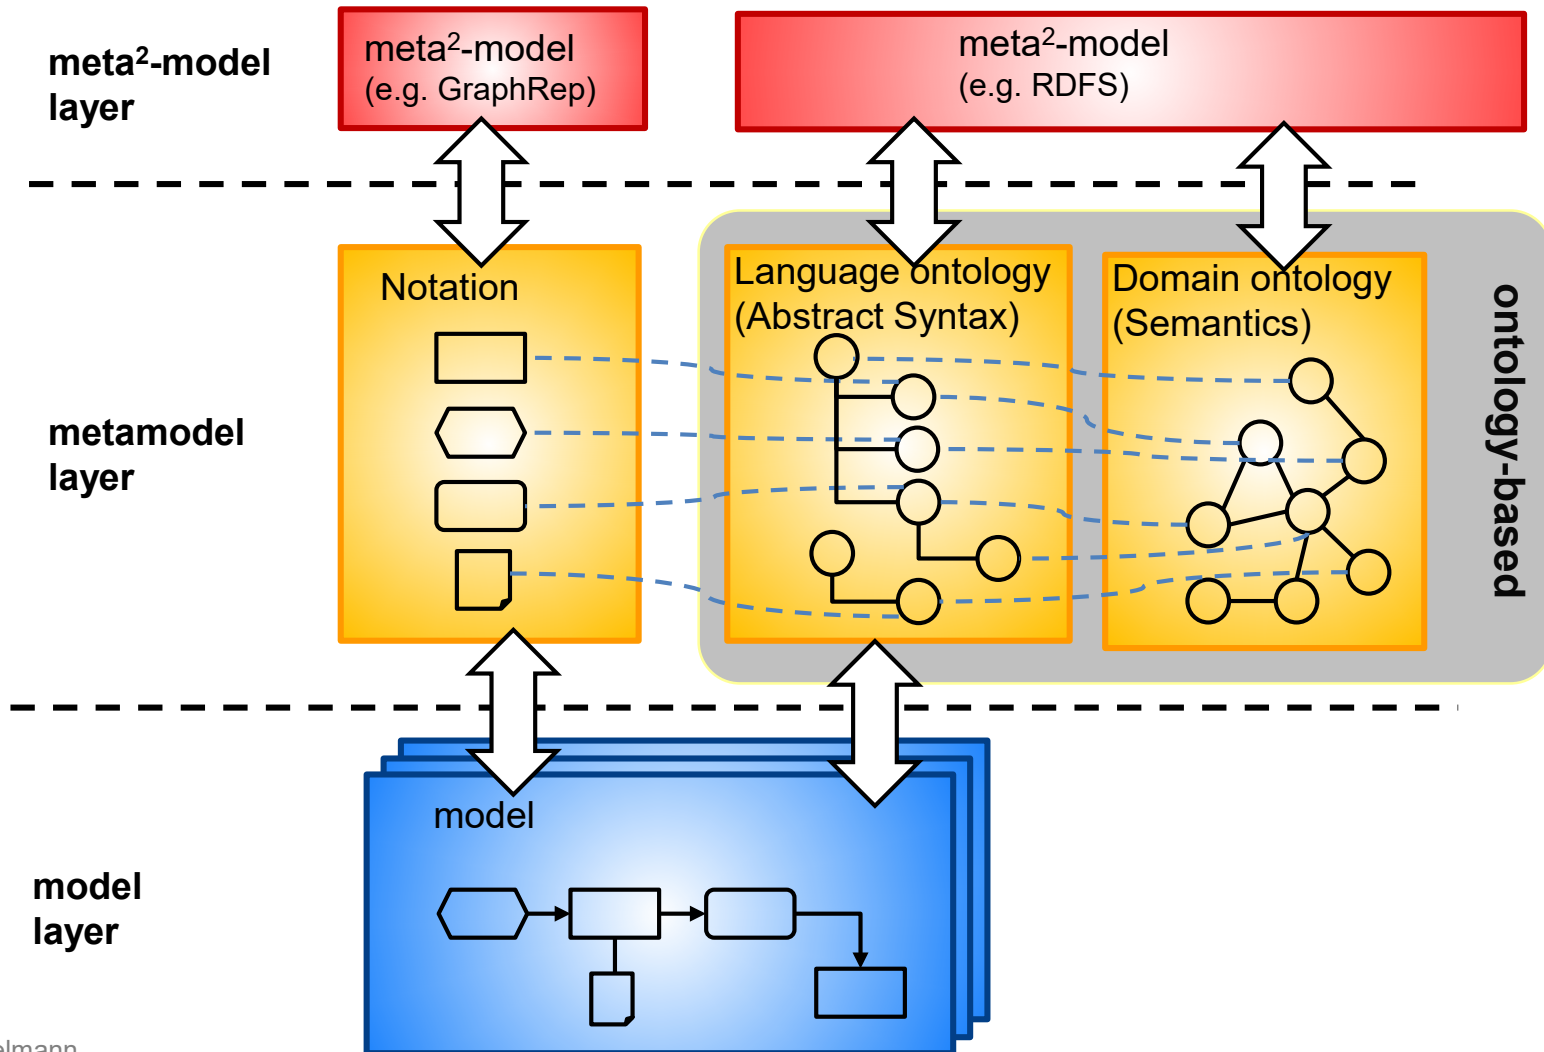 meta²-model
layer
meta²-model
(e.g. GraphRep)
meta²-model
(e.g. RDFS)
metamodel
layer
Notation
Language ontology
(Abstract Syntax)
Domain ontology
(Semantics)
ontology-based
model
layer
model